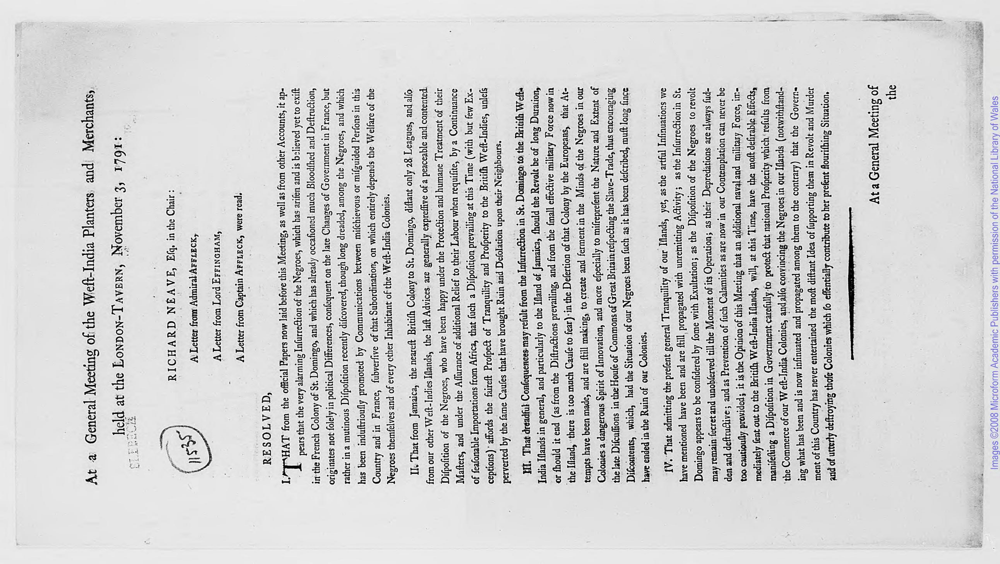 At a General Meeting of the Weſt-India Planters and Merchants,
held at the LONDON-TAVERN, November 3, 1791:
11535
RICHARD NEAVE, Eſq. in the Chair:
A Letter from Admiral AFFLECK,
A Letter from Lord EFFINGHAM,
A Letter from Captain AFFLECK, were read.
RESOLVED,
I. THAT from the official Papers now laid before this Meeting, as well as from other Accounts, it ap-
pears that the very alarming Inſurrection of the Negroes, which has ariſen and is believed yet to exiſt
in the French Colony of St. Domingo, and which has already occaſioned much Bloodſhed and Deſtruction,
originates not ſolely in political Differences, conſequent on the late Changes of Government in France, but
rather in a mutinous Diſpoſition recently diſcovered, though long dreaded, among the Negroes, and which
has been induſtriouſly promoted by Communications between miſchievous or miſguided Perſons in this
Country and in France, ſubverſive of that Subordination, on which entirely depends the Welfare of the
Negroes themſelves and of every other Inhabitant of the Weſt-India Colonies.
II. That from Jamaica, the neareſt Britiſh Colony to St. Domingo, diſtant only 28 Leagues, and alſo
from our other Weſt-Indies Iſlands, the laſt Advices are generally expreſſive of a peaceable and contented
Diſpoſition of the Negroes, who have been happy under the Protection and humane Treatment of their
Maſters, and under the Aſſurance of additional Relief to their Labour when requiſite, by a Continuance
of ſeaſonable Importations from Africa, that ſuch a Diſpoſition prevailing at this Time (with but few Ex-
ceptions) affords the faireſt Proſpect of Tranquility and Proſperity to the Britiſh Weſt-Indies, unleſs
perverted by the ſame Cauſes that have brought Ruin and Deſolation upon their Neighbours.
III. That dreadful Conſequences may reſult from the Inſurrection in St. Domingo to the Britiſh Weſt-
India Iſlands in general, and particularly to the Iſland of Jamaica, ſhould the Revolt be of long Duration,
or ſhould it end (as from the Diſtractions prevailing, and from the ſmall effective military Force now in
the Iſland, there is too much Cauſe to fear) in the Deſertion of that Colony by the Europeans, that At-
tempts have been made, and are ſtill making, to create and ferment in the Minds of the Negroes in our
Colonies a dangerous Spirit of Innovation, and more eſpecially to miſrepreſent the Nature and Extent of
the late Diſcuſſions in the Houſe of Commons of Great Britain reſpecting the Slave-Trade, thus encouraging
Diſcontents, which, had the Situation of our Negroes been ſuch as it has been deſcribed, muſt long ſince
have ended in the Ruin of our Colonies.
IV. That admitting the preſent general Tranquility of our Iſlands, yet, as the artful Inſinuations we
have mentioned have been and are ſtill propagated with unremitting Activity; as the Inſurrection in St.
Domingo appears to be conſidered by ſome with Exultation; as the Diſpoſition of the Negroes to revolt
may remain ſecret and unobſerved till the Moment of its Operation; as their Depredations are always ſud-
den and deſtructive; and as Prevention of ſuch Calamities as are now in our Contemplation can never be
too cautiouſly provided; it is the Opinion of this Meeting that an additional naval and military Force, im-
mediately ſent out to the Britiſh Weſt-India Iſlands, will, at this Time, have the moſt deſirable Effects,
manifeſting a Diſpoſition in Government carefully to protect that national Proſperity which reſults from
the Commerce of our Weſt-India Colonies, and alſo convincing the Negroes in our Iſlands (notwithſtand-
ing what has been and is now inſinuated and propagated among them to the contrary) that the Govern-
ment of this Country has never entertained the moſt diſtant Idea of ſupporting them in Revolt and Murder
and of utterly deſtroying thoſe Colonies which ſo eſſentially contribute to her preſent flouriſhing Situation.
At a General Meeting of
the
Images ©2008 Microform Academic Publishers with permission of the National Library of Wales